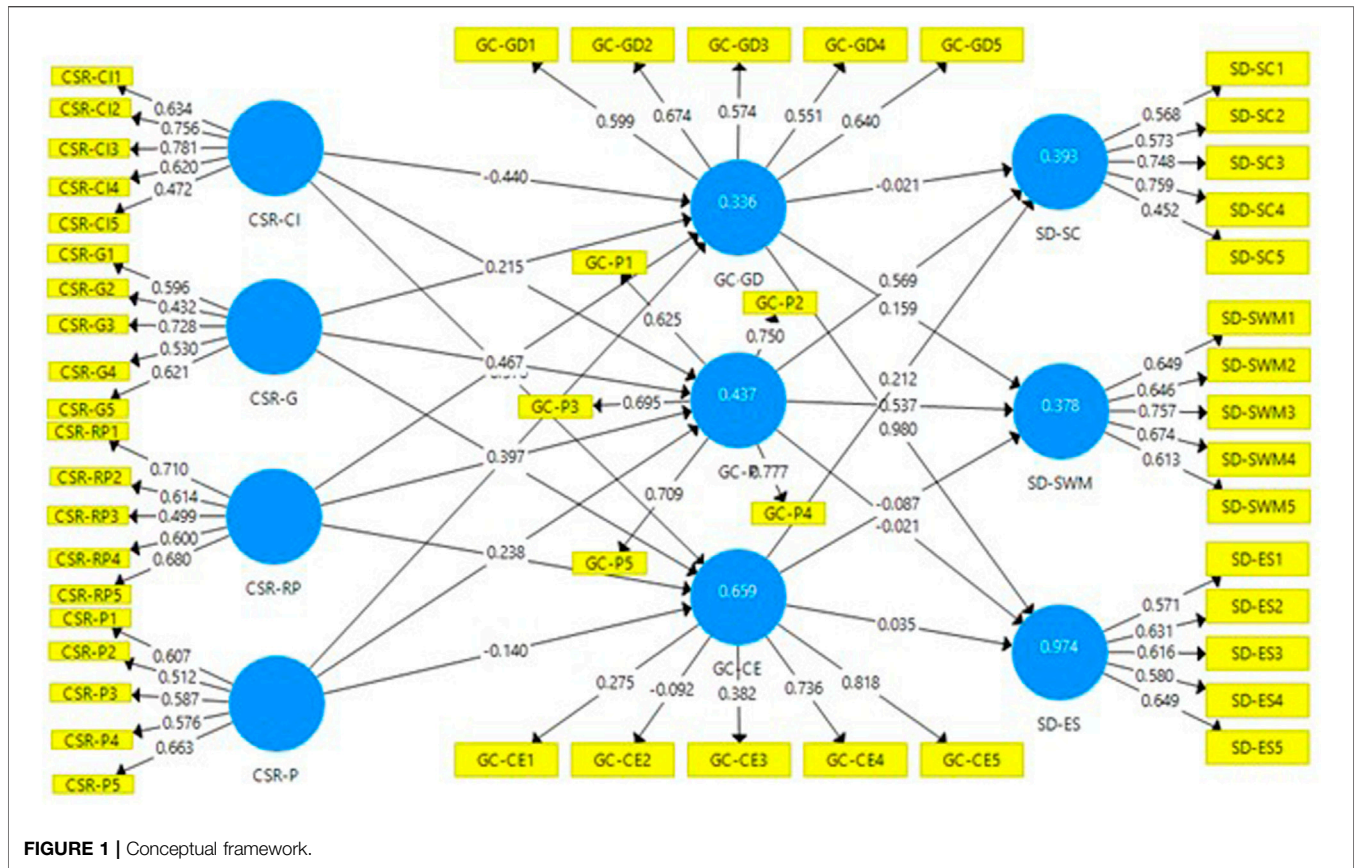 GC-GD1 GC-GD2 GC-GD3 GC-GD4 GC-GD5
0.599 0.674 0.574 0.551 0.640
CSR-CI1
CSR-CI2
CSR-CI3
CSR-CI4
CSR-CI5
0.634
0.756
0.781
0.620
0.472
CSR-CI
CSR-G1
CSR-G2
CSR-G3
CSR-G4
CSR-G5
0.596
0.432
0.728
0.530
0.621
CSR-G
CSR-RP1
CSR-RP2
CSR-RP3
CSR-RP4
CSR-RP5
0.710
0.614
0.499
0.600
0.680
CSR-RP
CSR-P1
CSR-P2
CSR-P3
CSR-P4
CSR-P5
0.607
0.512
0.587
0.576
0.663
CSR-P
-0.440
0.215
0.467
0.397
0.238
-0.140
0.336
GC-GD
GC-P1
GC-P2
GC-P3
GC-P4
GC-P5
0.625
0.750
0.695
0.777
0.709
0.437
0.659
GC-CE
0.275 -0.092 0.382 0.736 0.818
GC-CE1 GC-CE2 GC-CE3 GC-CE4 GC-CE5
-0.021
0.569
0.159
0.212
0.537
0.980
-0.087
-0.021
0.035
0.393
SD-SC
0.568
0.573
0.748
0.759
0.452
SD-SC1
SD-SC2
SD-SC3
SD-SC4
SD-SC5
0.378
SD-SWM
0.649
0.646
0.757
0.674
0.613
SD-SWM1
SD-SWM2
SD-SWM3
SD-SWM4
SD-SWM5
0.974
SD-ES
0.571
0.631
0.616
0.580
0.649
SD-ES1
SD-ES2
SD-ES3
SD-ES4
SD-ES5
FIGURE 1 | Conceptual framework.